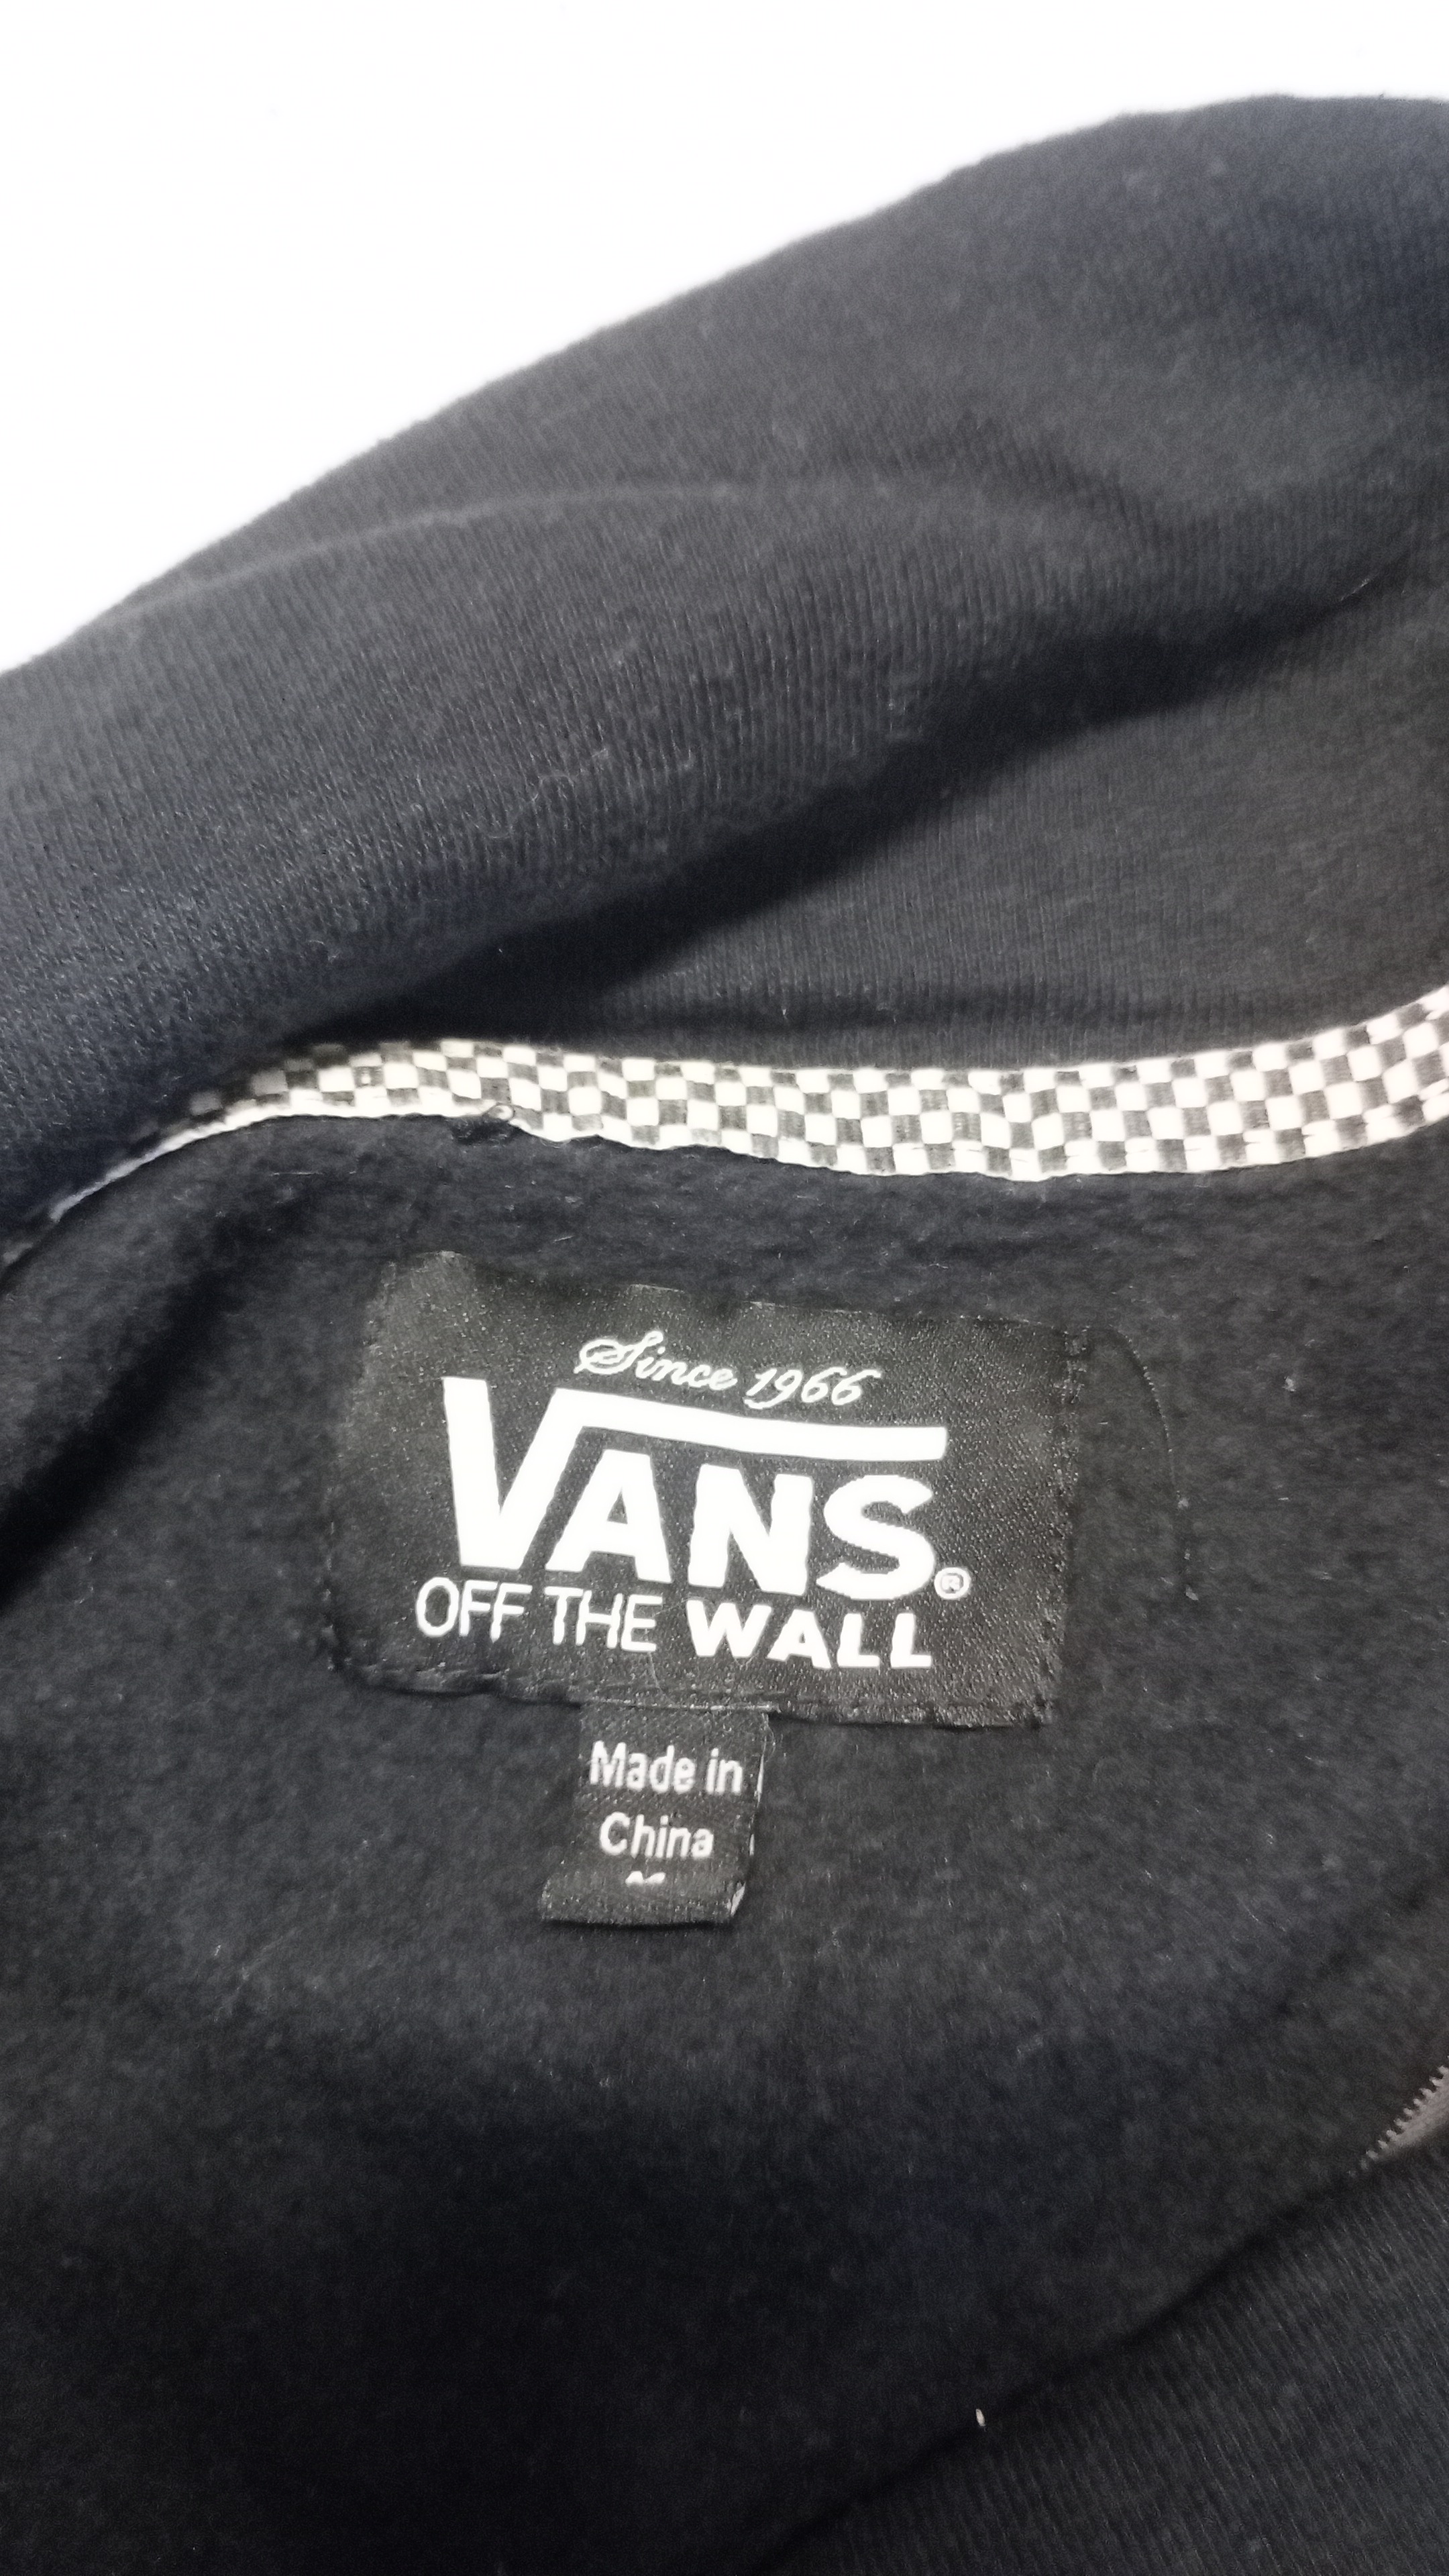 Since 1966
VANS®
OFF THE WALL
Made in
China